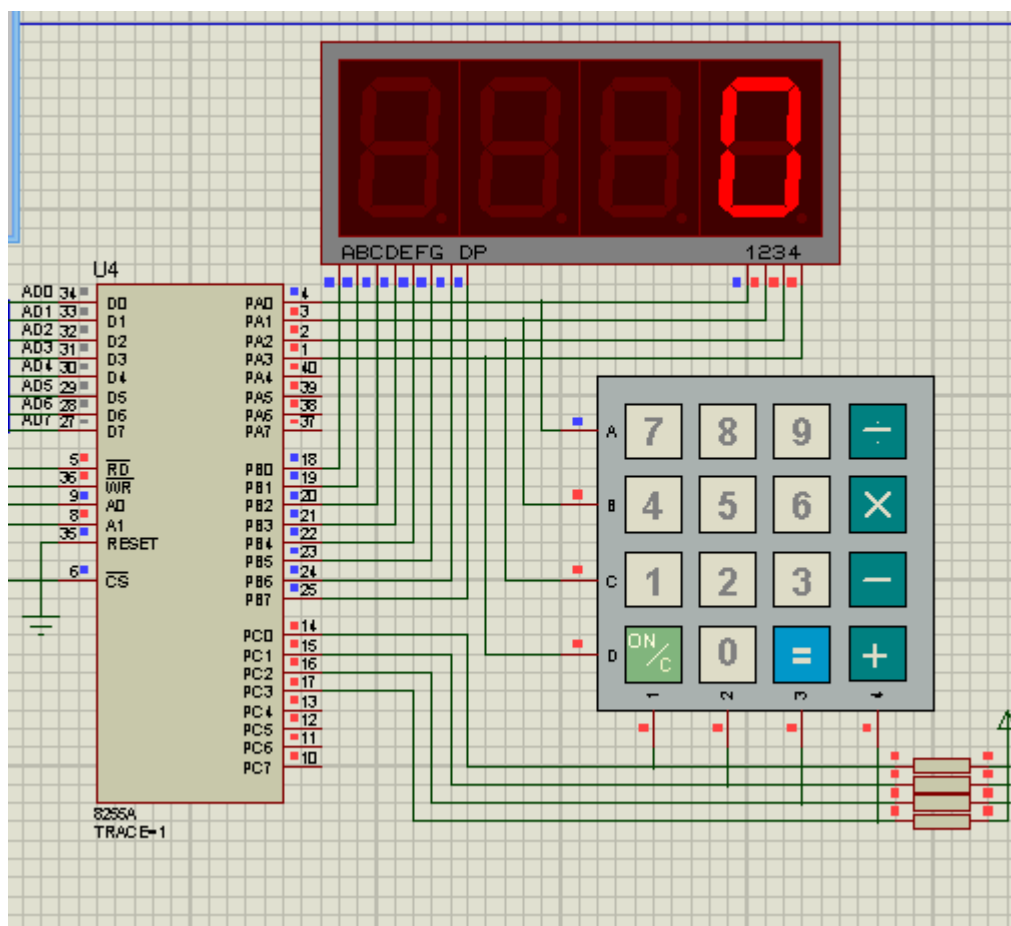 ABCDEFG DP
1234
U4
AD0 34 D0
AD1 33 D1
AD2 32 D2
AD3 31 D3
AD4 30 D4
AD5 29 D5
AD6 28 D6
AD7 27 D7
5 RD
36 WR
9 A0
8 A1
35 RESET
6 CS
PA0 4
PA1 3
PA2 2
PA3 1
PA4 40
PA5 39
PA6 38
PA7 37
PB0 18
PB1 19
PB2 20
PB3 21
PB4 22
PB5 23
PB6 24
PB7 25
PC0 14
PC1 15
PC2 16
PC3 17
PC4 13
PC5 12
PC6 11
PC7 10
8255A
TRACE=1
0
A 7 8 9 ÷
B 4 5 6 ×
C 1 2 3 −
D ON/C 0 = +
1 2 3 4